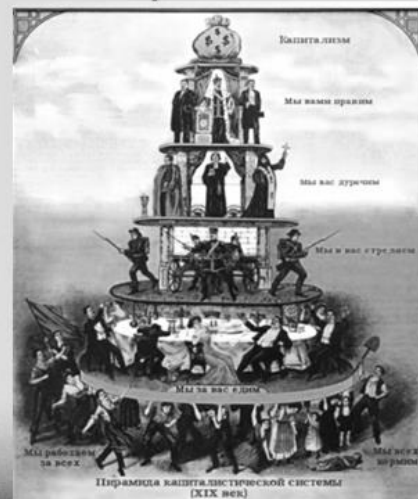 Капитализм
Мы вами правим
Мы вас дурачим
Мы в вас стреляем
Мы за вас едим
Мы работаем
за всех
Мы всех
кормим
Пирамида капиталистической системы
(XIX век)